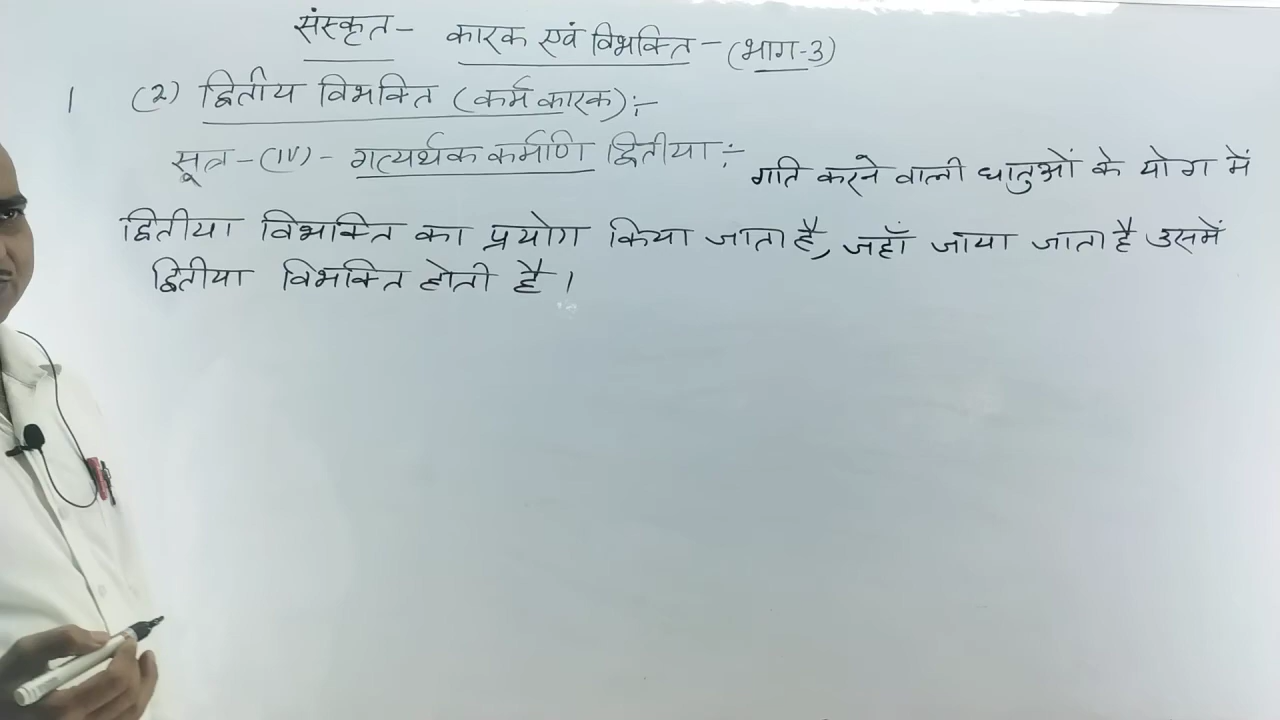 संस्कृत- कारक एवं विभक्ति - (भाग-3)
1 (2) द्वितीय विभक्ति (कर्म कारक):-
सूत्र-(IV)- गत्यर्थक कर्मणि द्वितीया:- गति करने वाली धातुओं के योग में
द्वितीया विभक्ति का प्रयोग किया जाता है, जहाँ जाया जाता है उसमें
द्वितीया विभक्ति होती है।